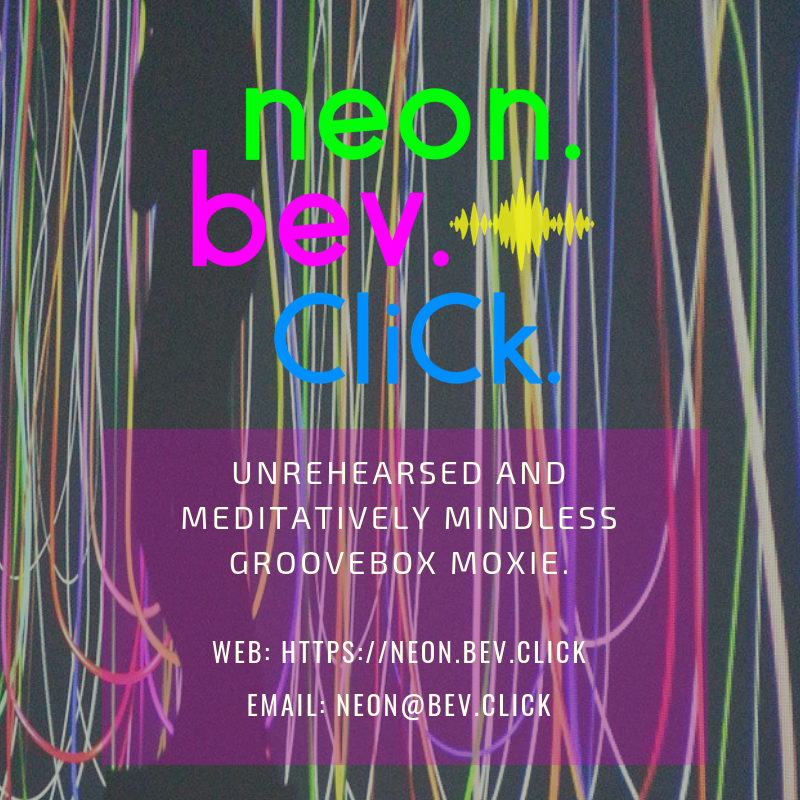 neon.
bev.
CliCk.
UNREHEARSED AND
MEDITATIVELY MINDLESS
GROOVEBOX MOXIE.
WEB: HTTPS://NEON.BEV.CLICK
EMAIL: NEON@BEV.CLICK